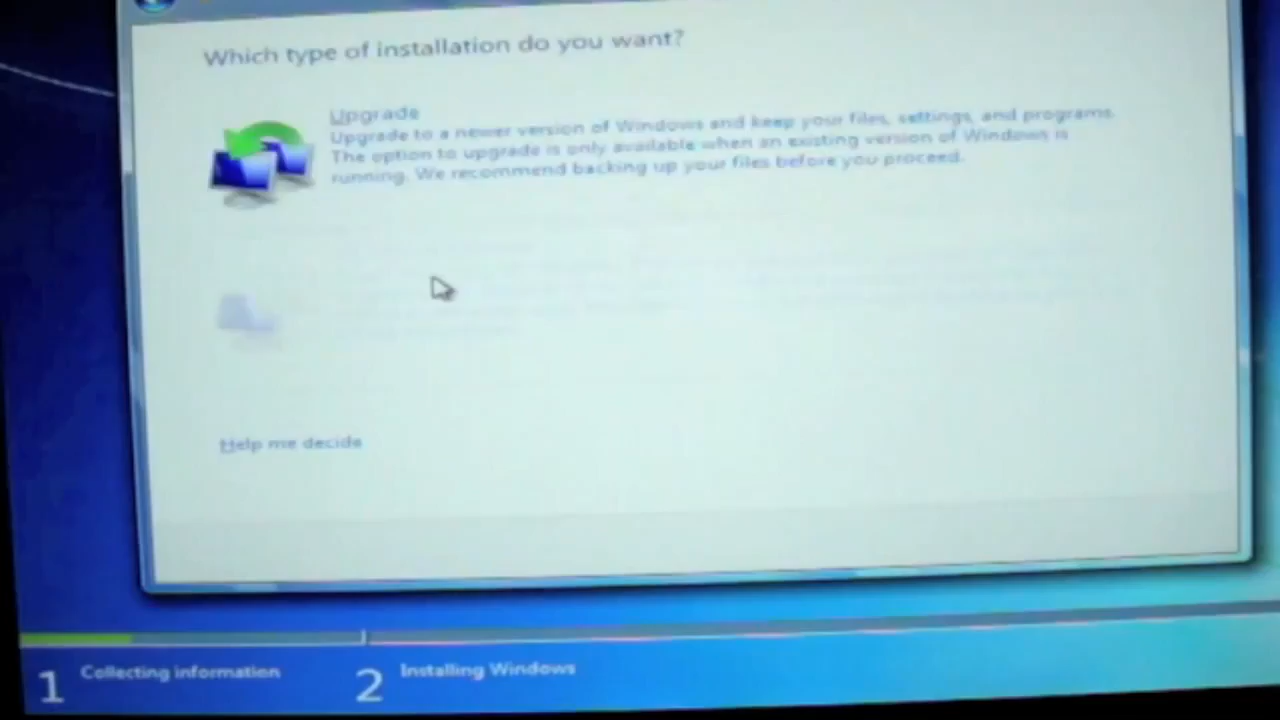 Which type of installation do you want?
Upgrade
Upgrade to a newer version of Windows and keep your files, settings, and programs.
The option to upgrade is only available when an existing version of Windows is
running. We recommend backing up your files before you proceed.
Help me decide
1 Collecting information
2 Installing Windows